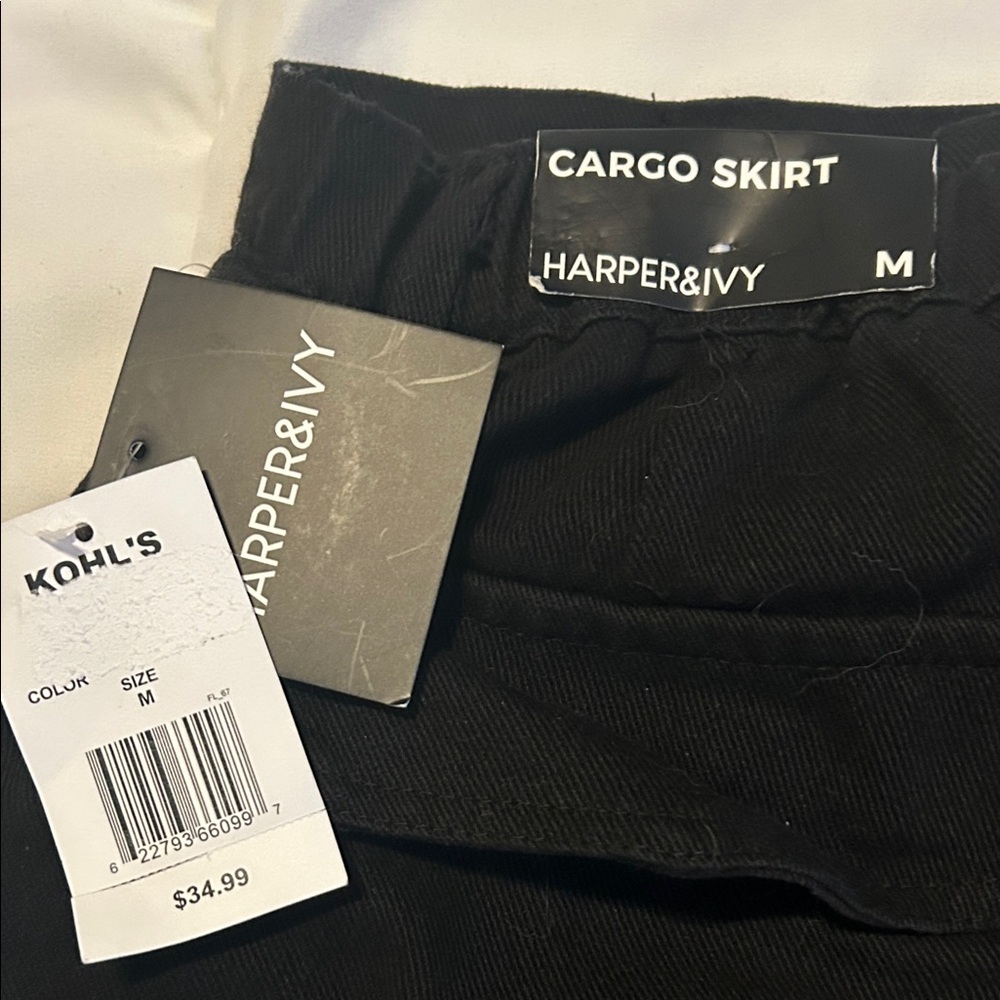 CARGO SKIRT
HARPER&IVY M
HARPER&IVY
KOHL'S
COLOR SIZE
M
FL_67
6 22793 66099 7
$34.99